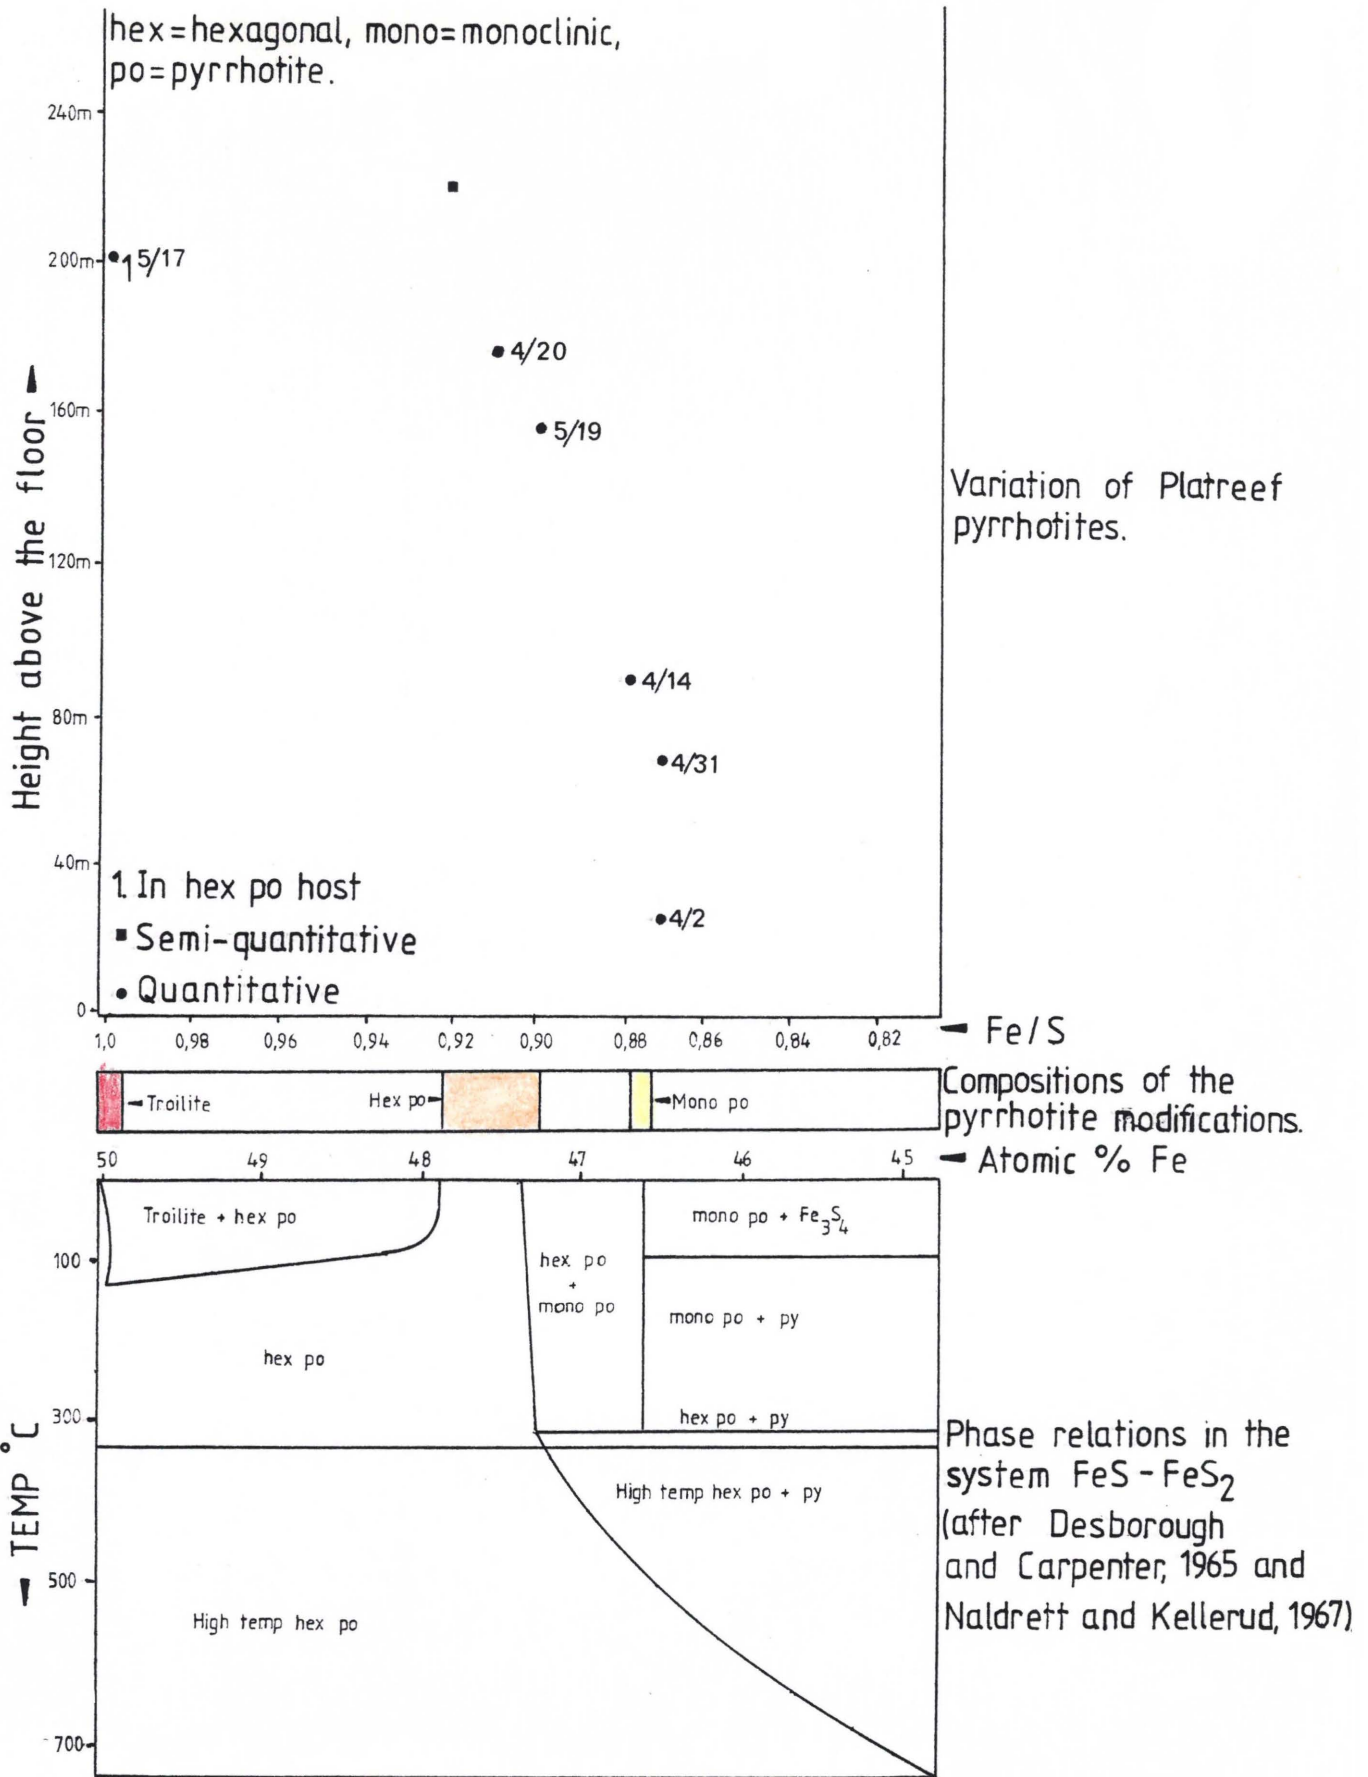 hex=hexagonal, mono=monoclinic,
po=pyrrhotite.
240m
200m
160m
120m
80m
40m
0
Height above the floor
1 5/17
4/20
5/19
4/14
4/31
4/2
Variation of Platreef
pyrrhotites.
1. In hex po host
Semi-quantitative
Quantitative
1,0 0,98 0,96 0,94 0,92 0,90 0,88 0,86 0,84 0,82
Fe/S
Troilite
Hex po
Mono po
Compositions of the
pyrrhotite modifications.
50 49 48 47 46 45
Atomic % Fe
Troilite + hex po
mono po + Fe3S4
hex po
+
mono po
mono po + py
hex po
hex po + py
High temp hex po + py
High temp hex po
100
300
500
700
TEMP °C
Phase relations in the
system FeS-FeS2
(after Desborough
and Carpenter, 1965 and
Naldrett and Kellerud, 1967)